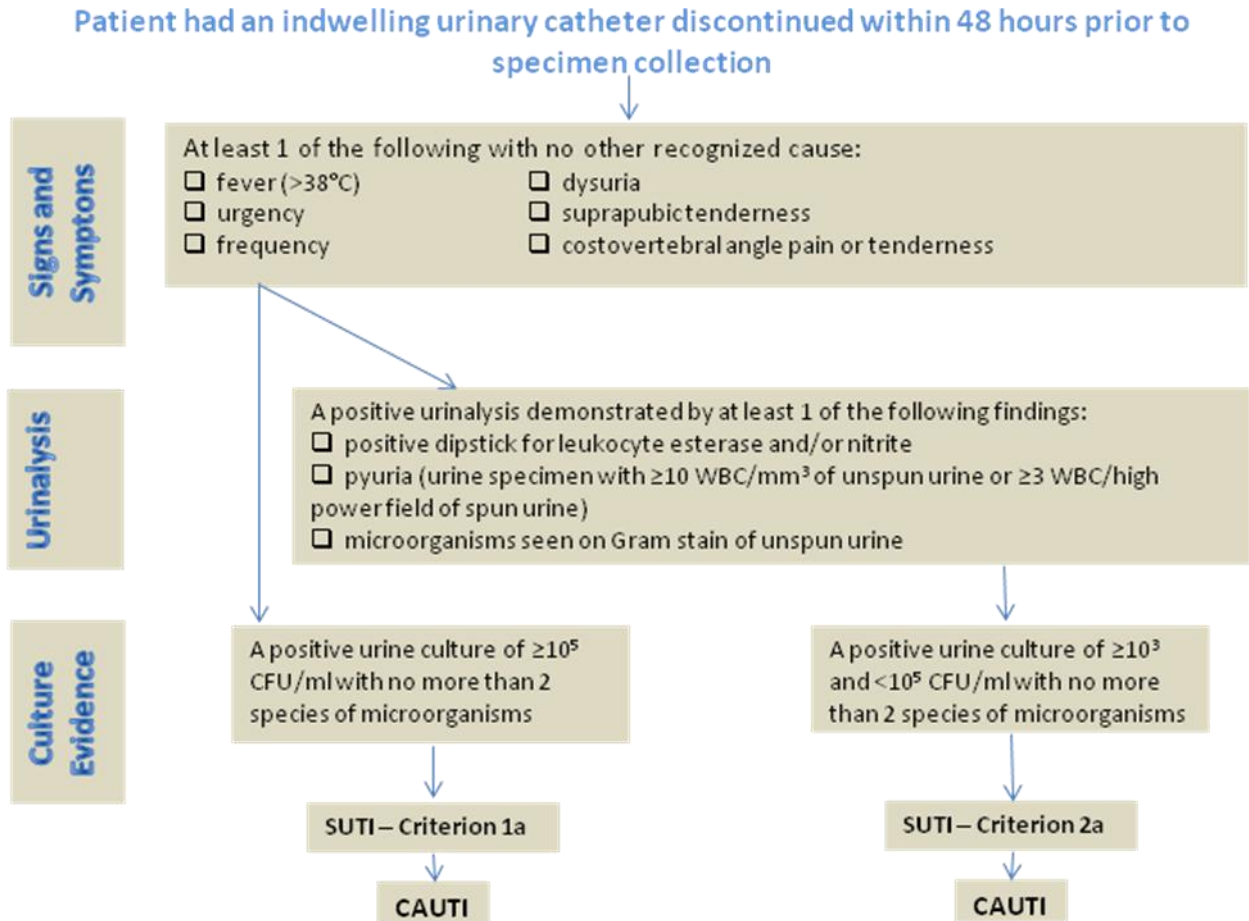 Patient had an indwelling urinary catheter discontinued within 48 hours prior to
specimen collection
Signs and
Symptons
At least 1 of the following with no other recognized cause:
❑ fever (>38°C) ❑ dysuria
❑ urgency ❑ suprapubic tenderness
❑ frequency ❑ costovertebral angle pain or tenderness
Urinalysis
A positive urinalysis demonstrated by at least 1 of the following findings:
❑ positive dipstick for leukocyte esterase and/or nitrite
❑ pyuria (urine specimen with ≥10 WBC/mm³ of unspun urine or ≥3 WBC/high
power field of spun urine)
❑ microorganisms seen on Gram stain of unspun urine
Culture
Evidence
A positive urine culture of ≥10⁵
CFU/ml with no more than 2
species of microorganisms
A positive urine culture of ≥10³
and <10⁵ CFU/ml with no more
than 2 species of microorganisms
SUTI – Criterion 1a
SUTI – Criterion 2a
CAUTI
CAUTI